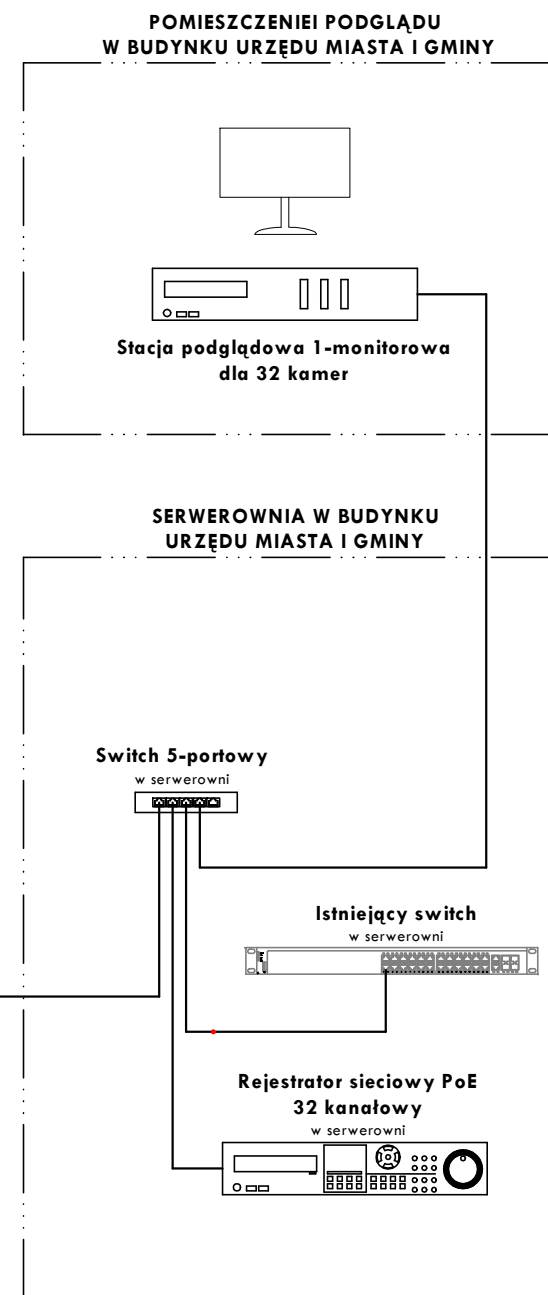 POMIESZCZENIEI PODGLĄDU
W BUDYNKU URZĘDU MIASTA I GMINY
Stacja podglądowa 1-monitorowa
dla 32 kamer
SERWEROWNIA W BUDYNKU
URZĘDU MIASTA I GMINY
Switch 5-portowy
w serwerowni
Istniejący switch
w serwerowni
Rejestrator sieciowy PoE
32 kanałowy
w serwerowni